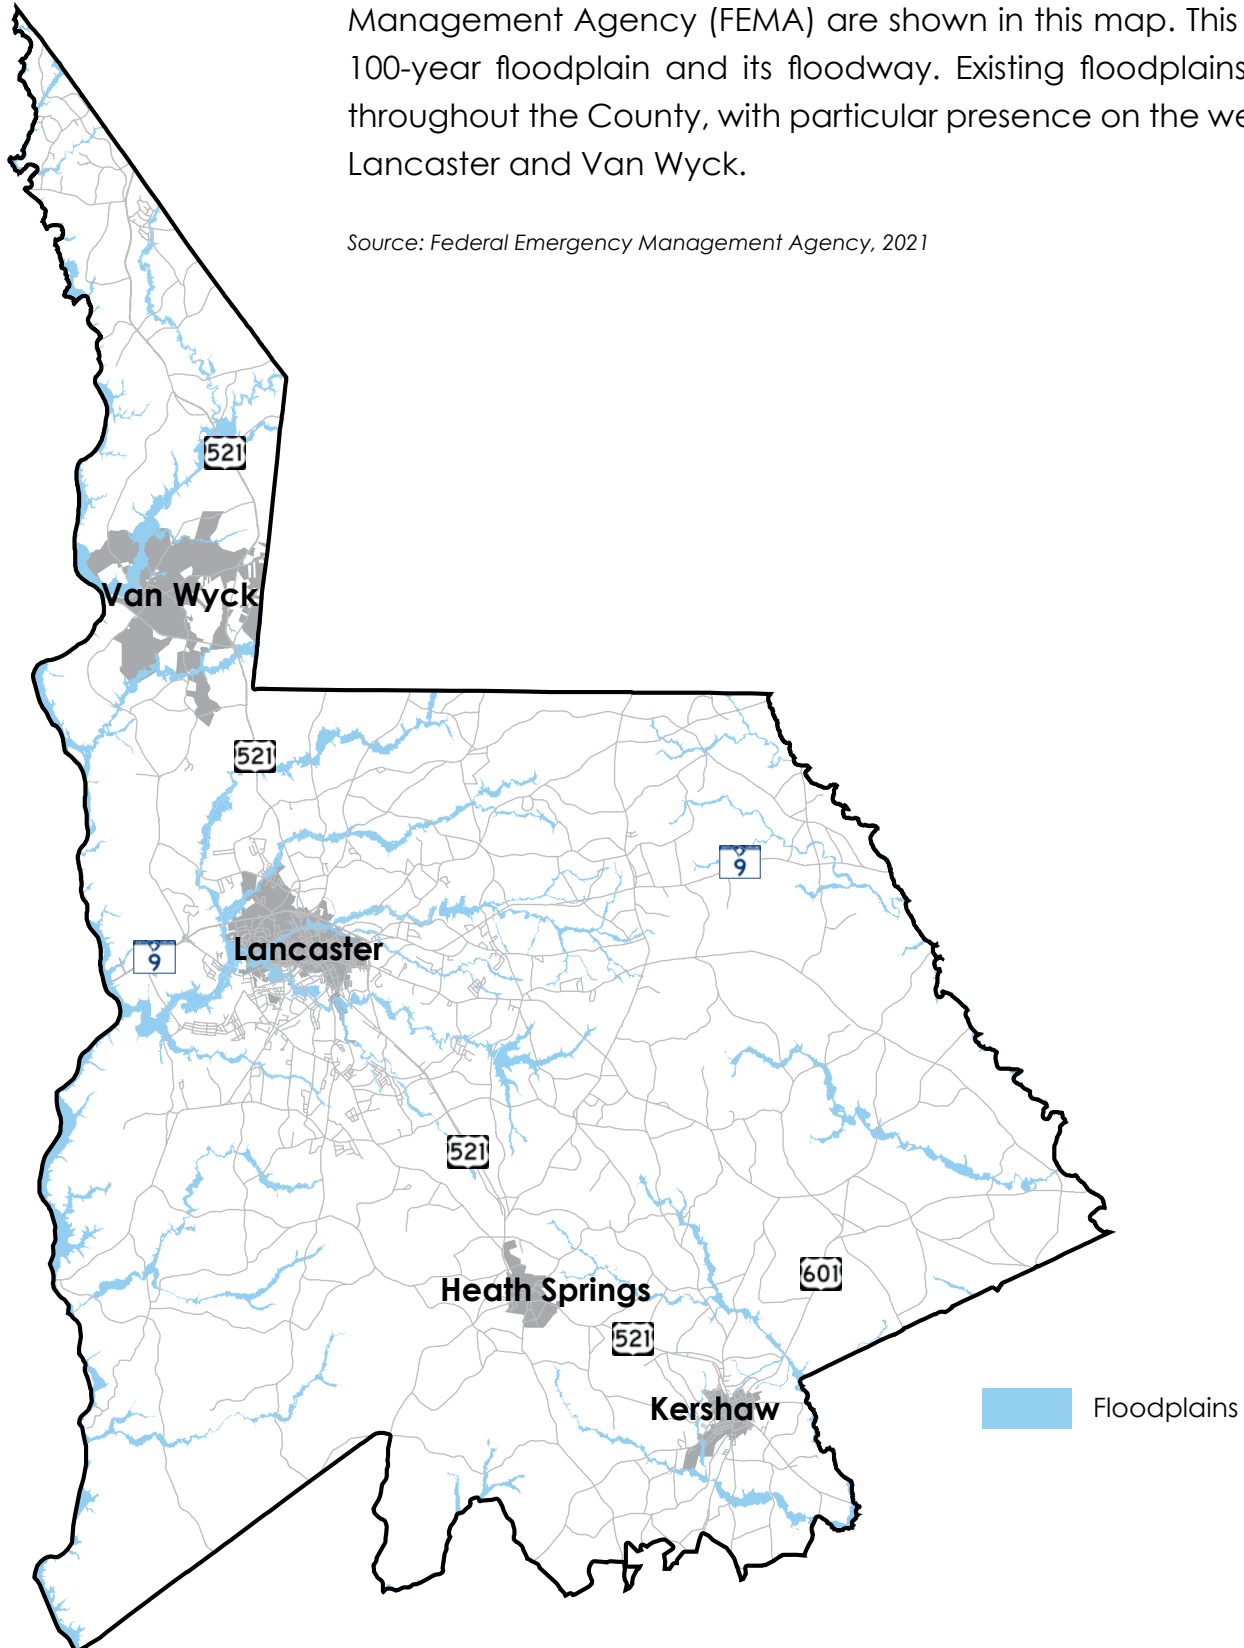 Management Agency (FEMA) are shown in this map. This
100-year floodplain and its floodway. Existing floodplains
throughout the County, with particular presence on the we
Lancaster and Van Wyck.
Source: Federal Emergency Management Agency, 2021
521
Van Wyck
521
9
Lancaster
9
521
601
Heath Springs
521
Kershaw
Floodplains